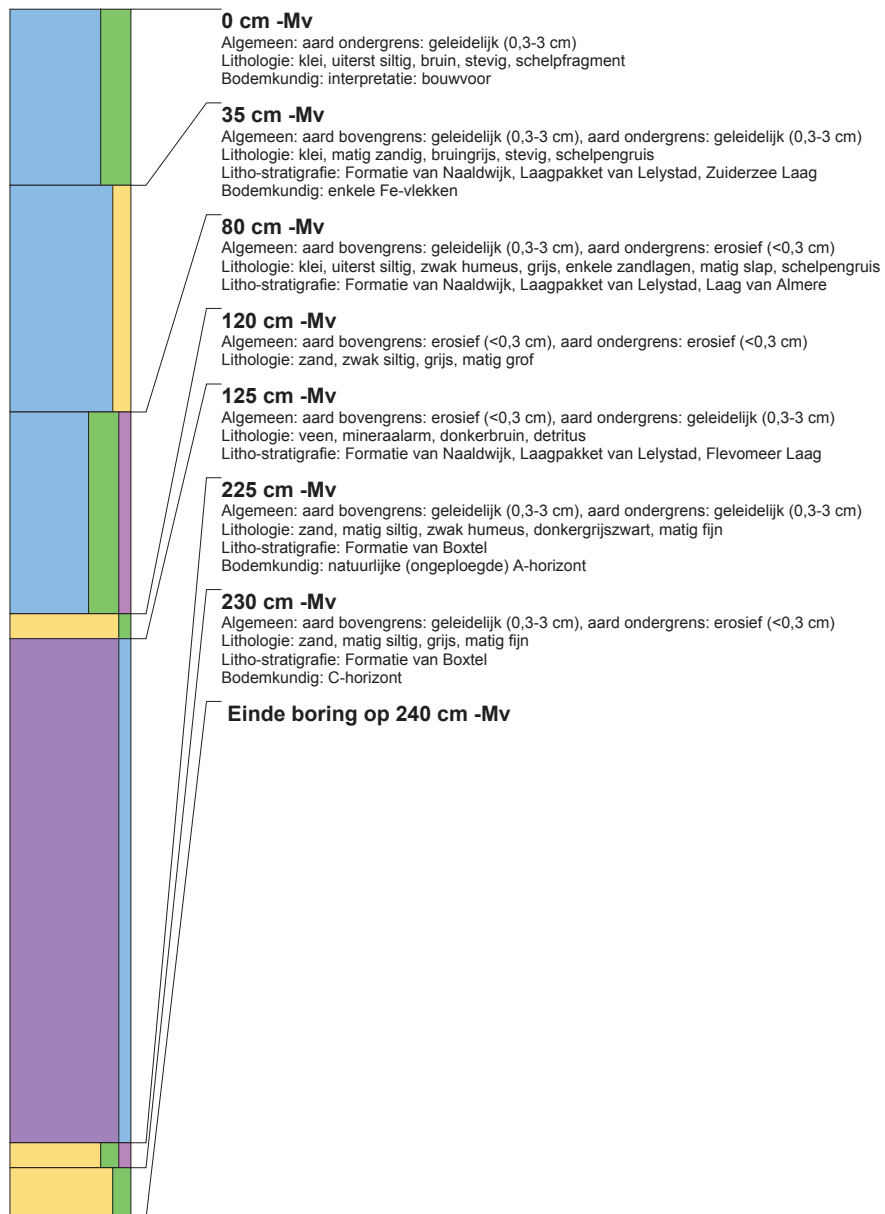 0 cm -Mv
Algemeen: aard ondergrens: geleidelijk (0,3-3 cm)
Lithologie: klei, uiterst siltig, bruin, stevig, schelpfragment
Bodemkundig: interpretatie: bouwvoor
35 cm -Mv
Algemeen: aard bovengrens: geleidelijk (0,3-3 cm), aard ondergrens: geleidelijk (0,3-3 cm)
Lithologie: klei, matig zandig, bruingrijs, stevig, schelpengruis
Litho-stratigrafie: Formatie van Naaldwijk, Laagpakket van Lelystad, Zuiderzee Laag
Bodemkundig: enkele Fe-vlekken
80 cm -Mv
Algemeen: aard bovengrens: geleidelijk (0,3-3 cm), aard ondergrens: erosief (<0,3 cm)
Lithologie: klei, uiterst siltig, zwak humeus, grijs, enkele zandlagen, matig slap, schelpengruis
Litho-stratigrafie: Formatie van Naaldwijk, Laagpakket van Lelystad, Laag van Almere
120 cm -Mv
Algemeen: aard bovengrens: erosief (<0,3 cm), aard ondergrens: erosief (<0,3 cm)
Lithologie: zand, zwak siltig, grijs, matig grof
125 cm -Mv
Algemeen: aard bovengrens: erosief (<0,3 cm), aard ondergrens: geleidelijk (0,3-3 cm)
Lithologie: veen, mineraalarm, donkerbruin, detritus
Litho-stratigrafie: Formatie van Naaldwijk, Laagpakket van Lelystad, Flevomeer Laag
225 cm -Mv
Algemeen: aard bovengrens: geleidelijk (0,3-3 cm), aard ondergrens: geleidelijk (0,3-3 cm)
Lithologie: zand, matig siltig, zwak humeus, donkergrijszwart, matig fijn
Litho-stratigrafie: Formatie van Boxtel
Bodemkundig: natuurlijke (ongeploegde) A-horizont
230 cm -Mv
Algemeen: aard bovengrens: geleidelijk (0,3-3 cm), aard ondergrens: erosief (<0,3 cm)
Lithologie: zand, matig siltig, grijs, matig fijn
Litho-stratigrafie: Formatie van Boxtel
Bodemkundig: C-horizont
Einde boring op 240 cm -Mv